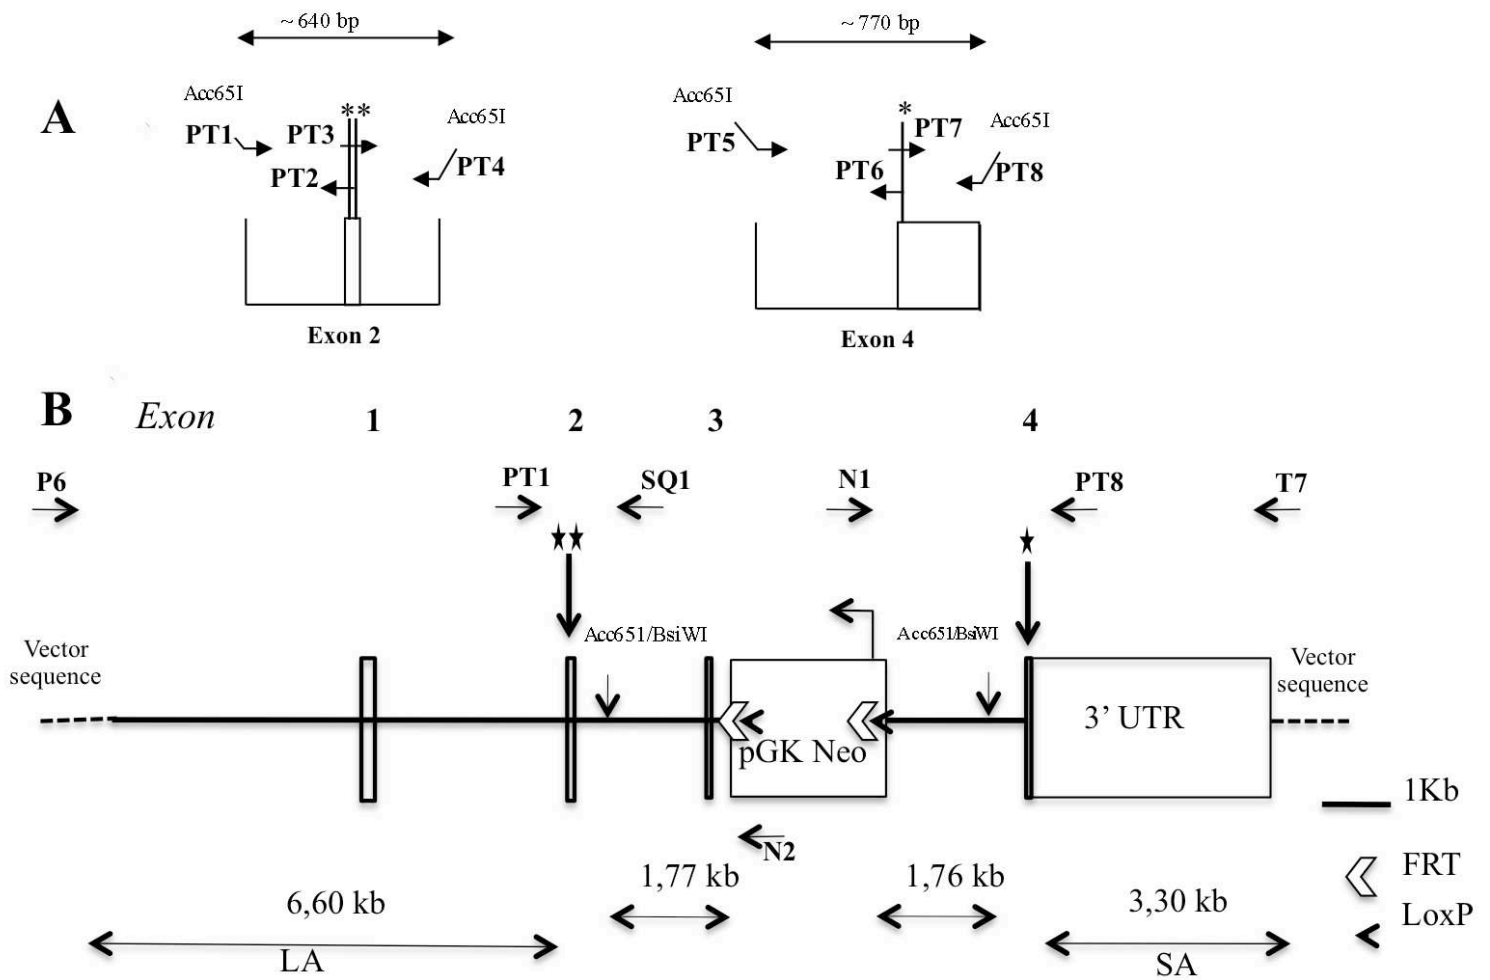 ~ 640 bp
~ 770 bp
A
Acc65I
**
Acc65I
PT1
PT3
PT2
PT4
Acc65I
*
Acc65I
PT5
PT7
PT6
PT8
Exon 2
Exon 4
B
Exon 1 2 3 4
P6
PT1
SQ1
N1
PT8
T7
Vector
sequence
Acc651/BsiWI
Acc651/BsiWI
Vector
sequence
3’ UTR
pGK Neo
1Kb
N2
1,77 kb
1,76 kb
FRT
6,60 kb
3,30 kb
LoxP
LA
SA